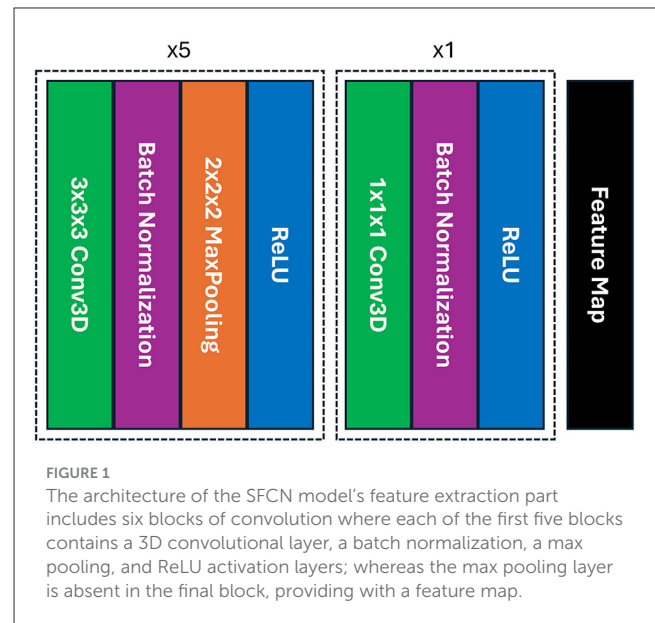 x5
x1
3x3x3 Conv3D
Batch Normalization
2x2x2 MaxPooling
ReLU
1x1x1 Conv3D
Batch Normalization
ReLU
Feature Map
FIGURE 1
The architecture of the SFCN model’s feature extraction part
includes six blocks of convolution where each of the first five blocks
contains a 3D convolutional layer, a batch normalization, a max
pooling, and ReLU activation layers; whereas the max pooling layer
is absent in the final block, providing with a feature map.